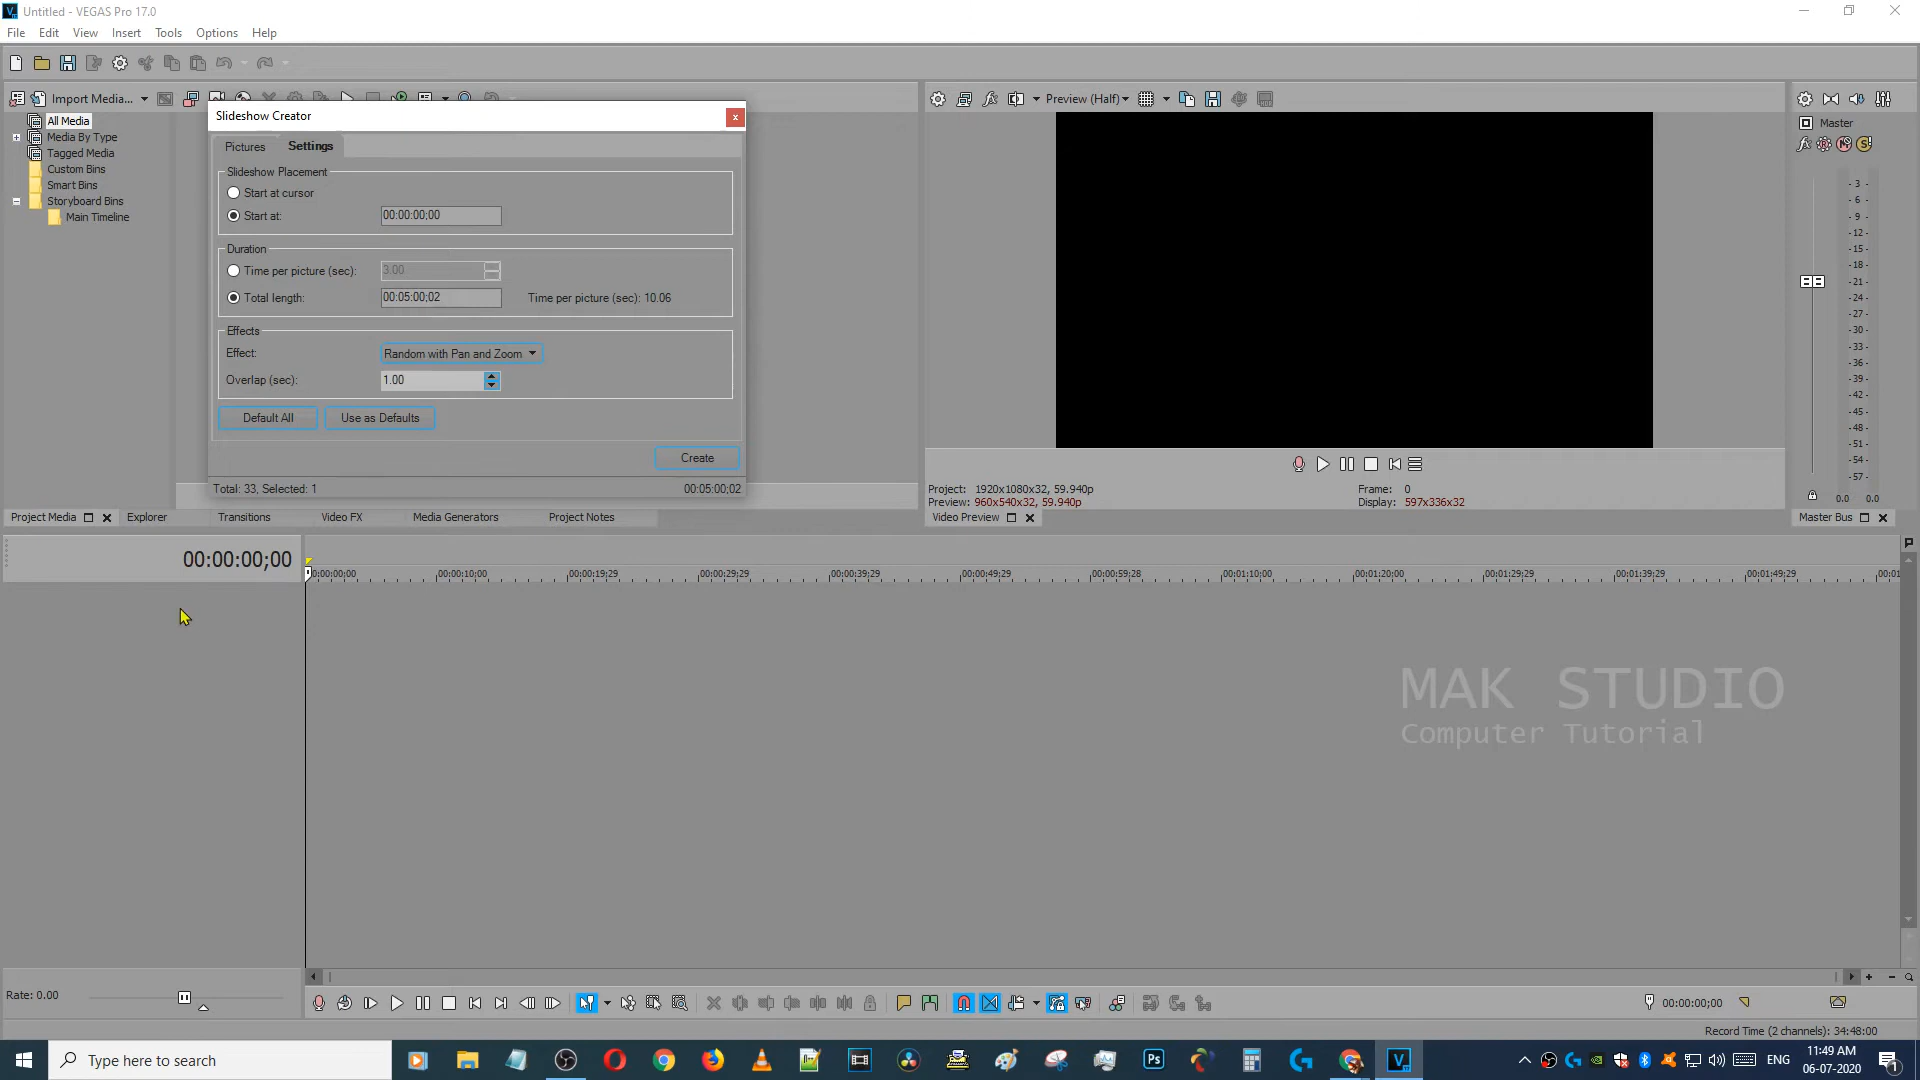 Untitled - VEGAS Pro 17.0
File Edit View Insert Tools Options Help
Import Media...
All Media
Media By Type
Tagged Media
Custom Bins
Smart Bins
Storyboard Bins
Main Timeline
Slideshow Creator
Pictures Settings
Slideshow Placement
Start at cursor
Start at: 00:00:00;00
Duration
Time per picture (sec): 3.00
Total length: 00:05:00;02 Time per picture (sec): 10.06
Effects
Effect: Random with Pan and Zoom
Overlap (sec): 1.00
Default All Use as Defaults
Create
Total: 33, Selected: 1 00:05:00;02
Preview (Half)
Project: 1920x1080x32, 59.940p Frame: 0
Preview: 960x540x32, 59.940p Display: 597x336x32
Video Preview
Master
- 3 -
- 6 -
- 9 -
- 12 -
- 15 -
- 18 -
- 21 -
- 24 -
- 27 -
- 30 -
- 33 -
- 36 -
- 39 -
- 42 -
- 45 -
- 48 -
- 51 -
- 54 -
- 57 -
0.0 0.0
Master Bus
Project Media Explorer Transitions Video FX Media Generators Project Notes
00:00:00;00
0:00:00;00 00:00:10;00 00:00:19;29 00:00:29;29 00:00:39;29 00:00:49;29 00:00:59;28 00:01:10;00 00:01:20;00 00:01:29;29 00:01:39;29 00:01:49;29 00:01
MAK STUDIO
Computer Tutorial
Rate: 0.00
00:00:00;00
Record Time (2 channels): 34:48:00
Type here to search
Ps
V
ENG
11:49 AM
06-07-2020
1